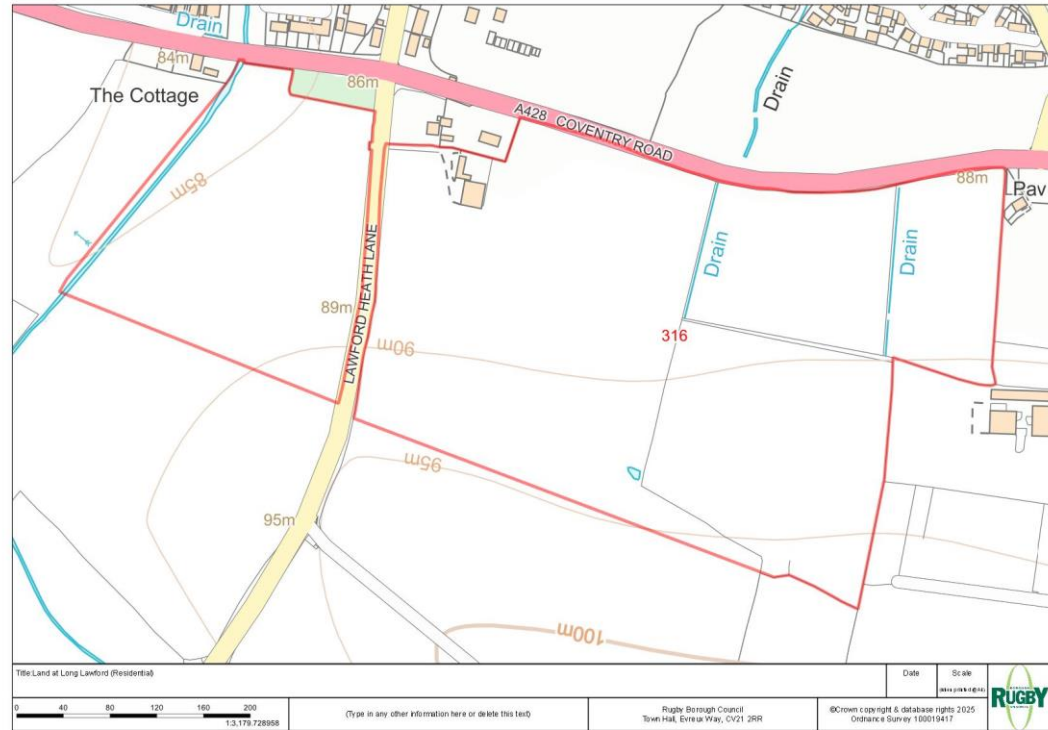 Drain
84m
86m
The Cottage
A428 COVENTRY ROAD
Drain
88m
Pav
85m
Drain
Drain
LAWFORD HEATH LANE
89m
316
90m
95m
95m
100m
Title:Land at Long Lawford (Residential)
Date
Scale
0 40 80 120 160 200
1:3,179.728958
(Type in any other information here or delete this text)
Rugby Borough Council
Town Hall, Evreux Way, CV21 2RR
©Crown copyright & database rights 2025
Ordnance Survey 100019417
RUGBY